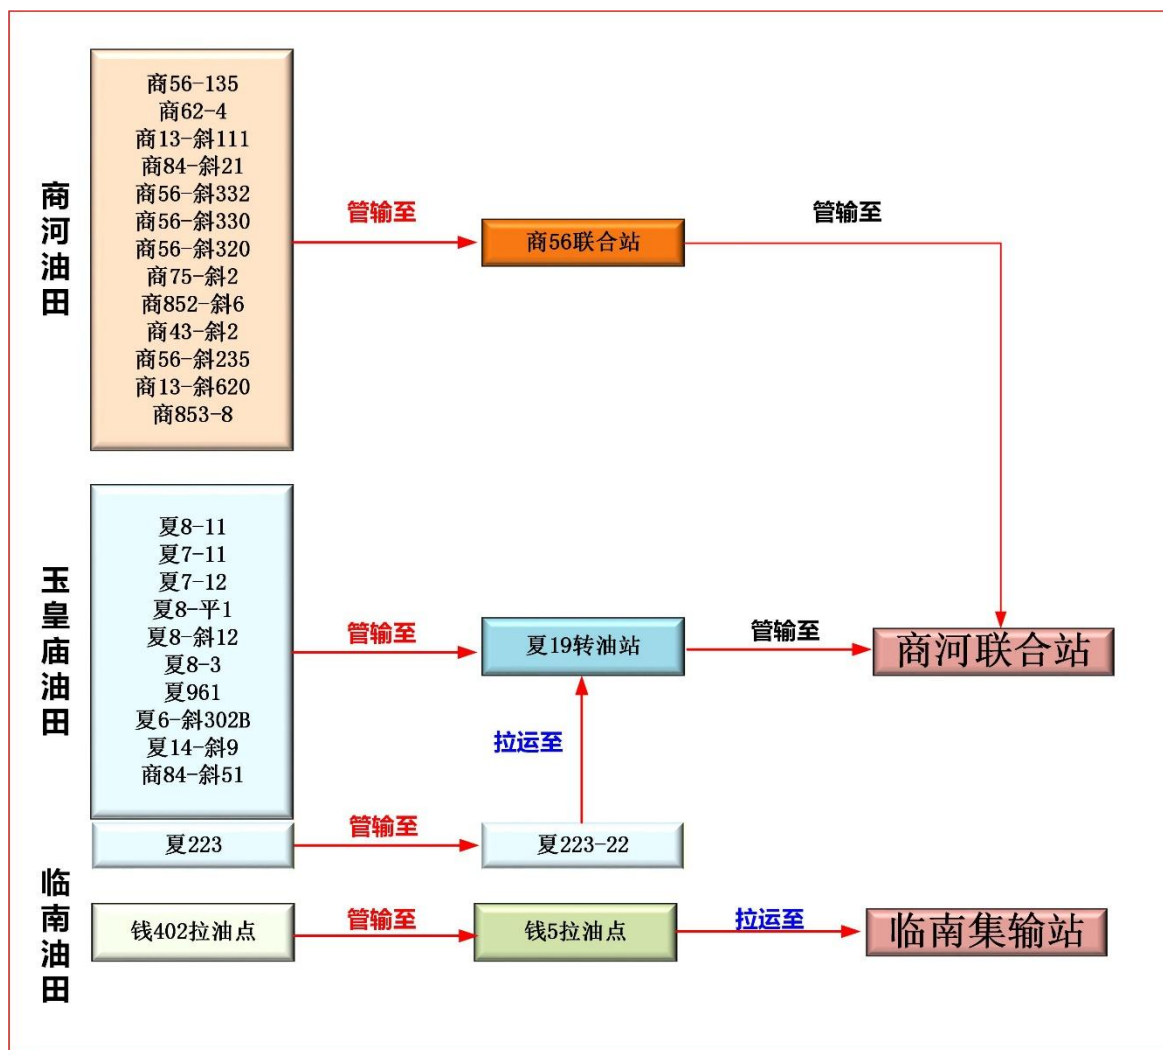 商河油田
商56-135
商62-4
商13-斜111
商84-斜21
商56-斜332
商56-斜330
商56-斜320
商75-斜2
商852-斜6
商43-斜2
商56-斜235
商13-斜620
商853-8
管输至
商56联合站
管输至
玉皇庙油田
夏8-11
夏7-11
夏7-12
夏8-平1
夏8-斜12
夏8-3
夏961
夏6-斜302B
夏14-斜9
商84-斜51
管输至
夏19转油站
管输至
商河联合站
拉运至
夏223
管输至
夏223-22
临南油田
钱402拉油点
管输至
钱5拉油点
拉运至
临南集输站